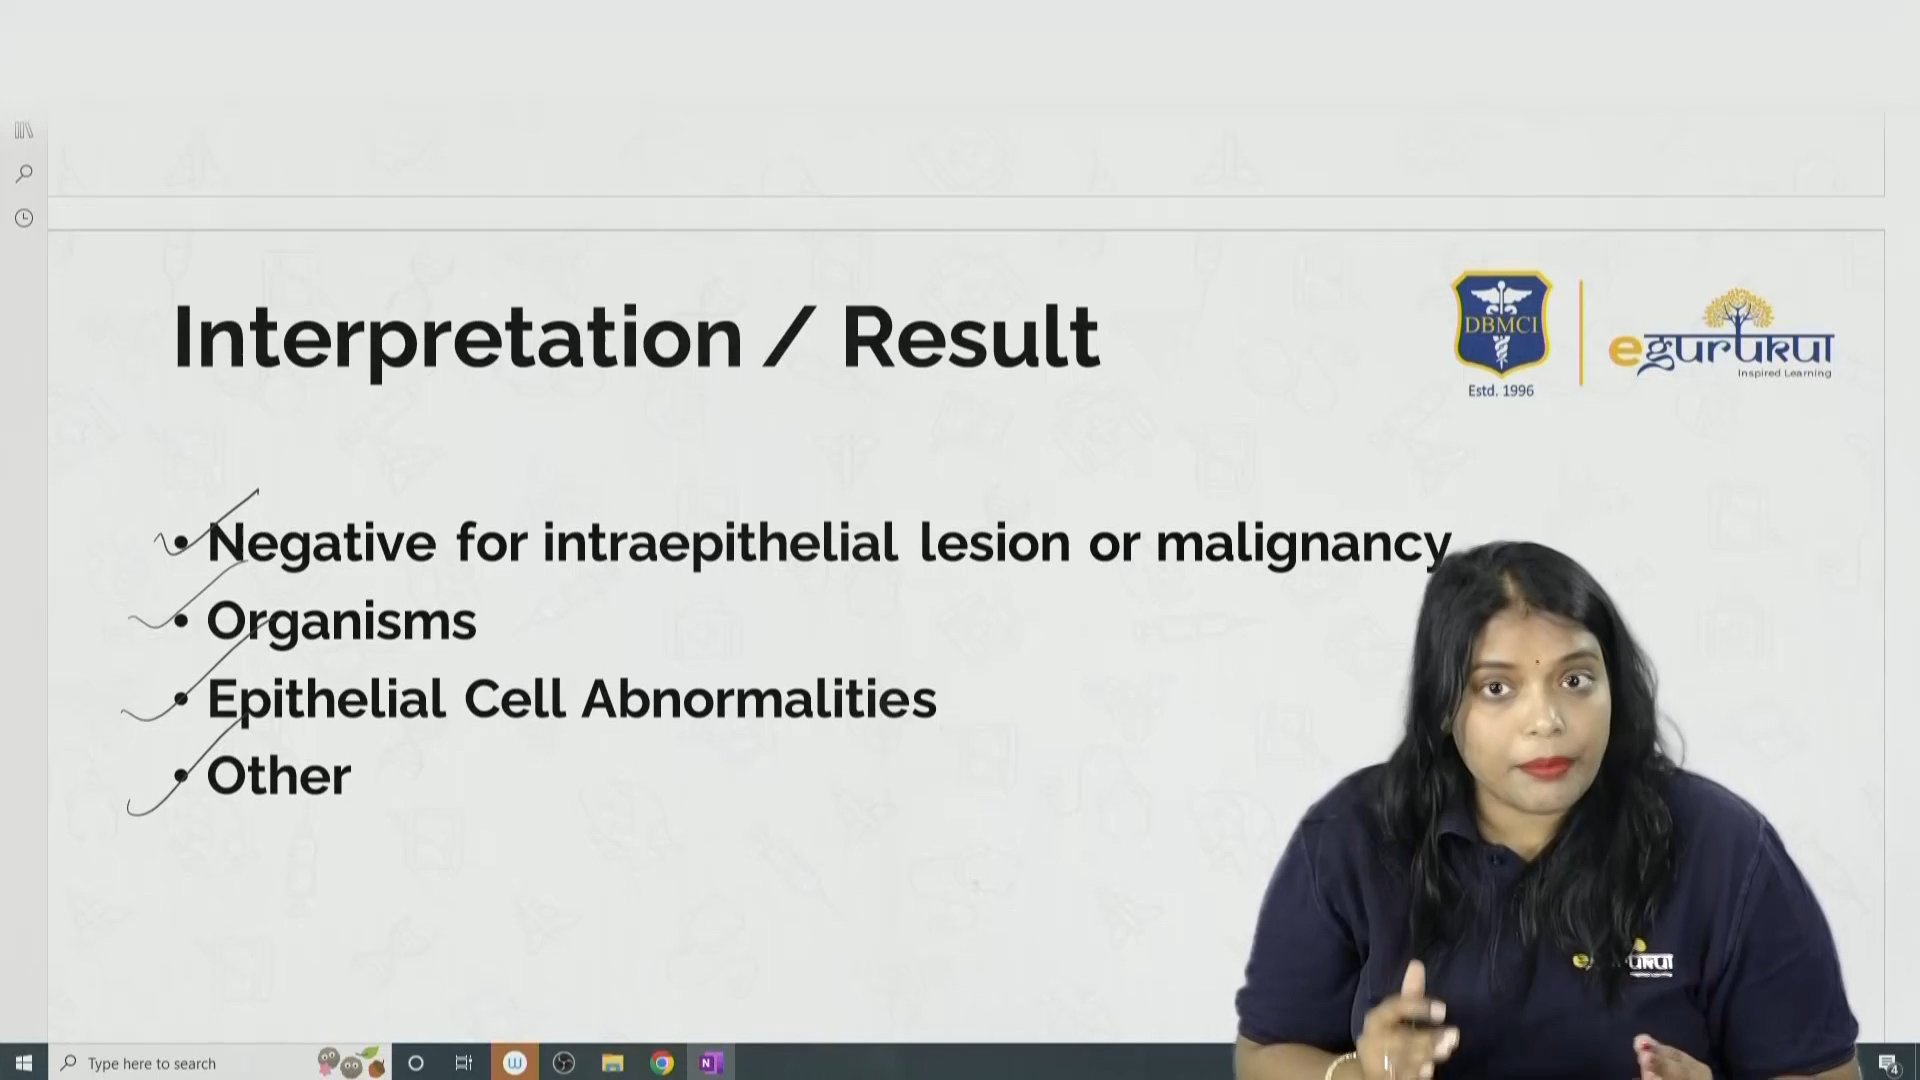 Interpretation / Result
DBMCI
Estd. 1996
egurukul
Inspired Learning
• Negative for intraepithelial lesion or malignancy
• Organisms
• Epithelial Cell Abnormalities
• Other
Type here to search
4